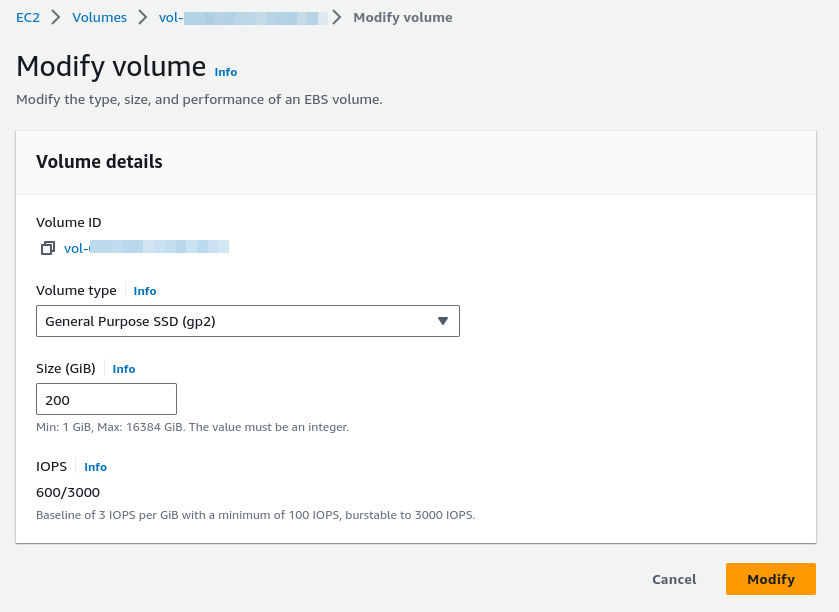 EC2 Volumes vol- Modify volume
Modify volume Info
Modify the type, size, and performance of an EBS volume.
Volume details
Volume ID
vol-
Volume type Info
General Purpose SSD (gp2)
Size (GiB) Info
200
Min: 1 GiB, Max: 16384 GiB. The value must be an integer.
IOPS Info
600/3000
Baseline of 3 IOPS per GiB with a minimum of 100 IOPS, burstable to 3000 IOPS.
Cancel Modify